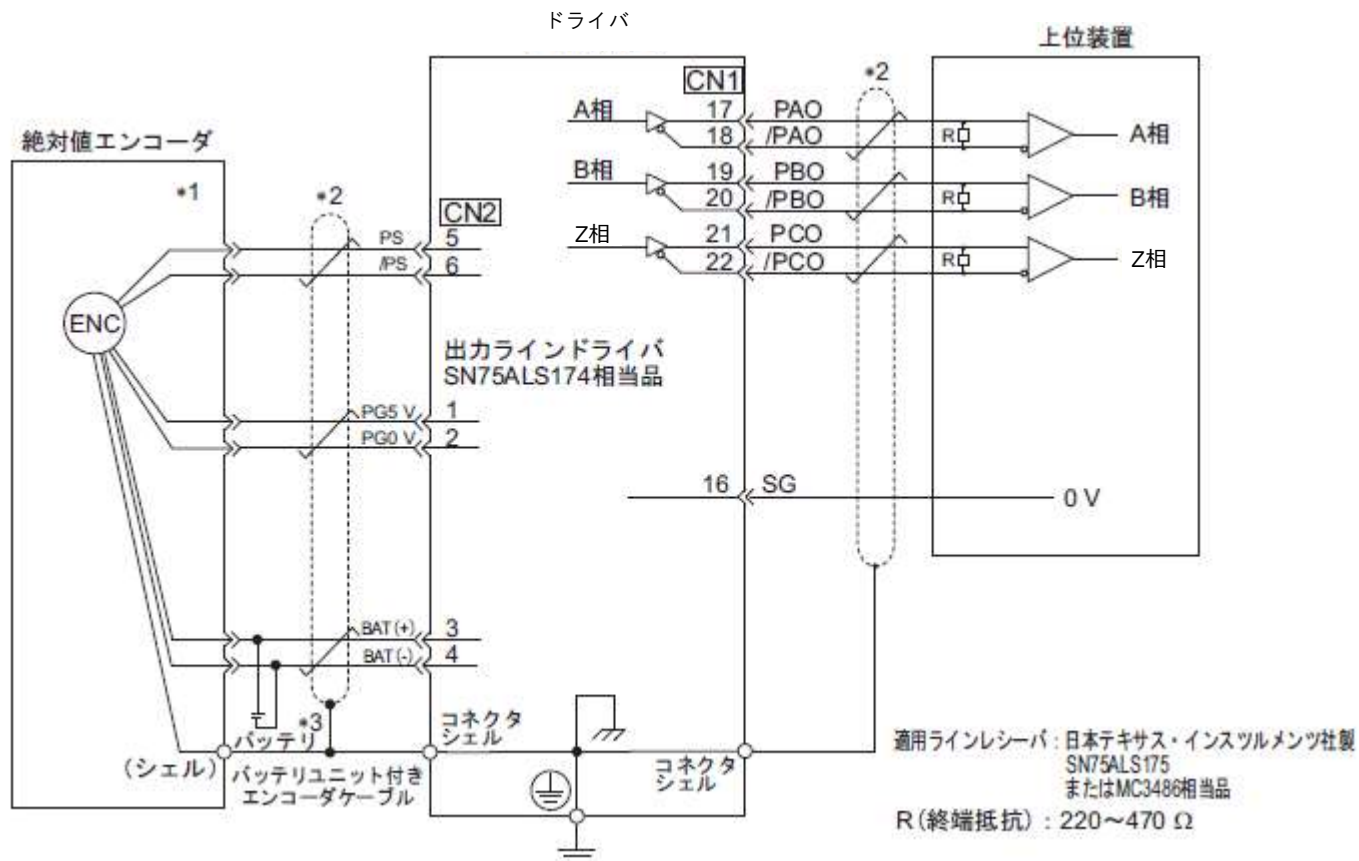 ドライバ
上位装置
CN1
*2
A相
17
PAO
18
/PAO
R
A相
絶対値エンコーダ
*1
*2
B相
19
PBO
20
/PBO
R
B相
CN2
PS
5
/PS
6
Z相
21
PCO
22
/PCO
R
Z相
ENC
出力ラインドライバ
SN75ALS174相当品
PG5 V
1
PG0 V
2
16
SG
0 V
BAT(+)
3
BAT(-)
4
*3
バッテリ
コネクタ
シェル
(シェル)
バッテリユニット付き
エンコーダケーブル
コネクタ
シェル
適用ラインレシーバ:日本テキサス・インスツルメンツ社製
SN75ALS175
またはMC3486相当品
R(終端抵抗):220~470 Ω